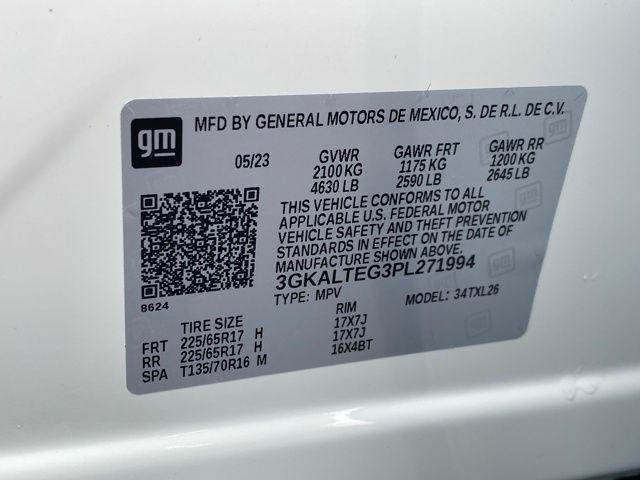 gm
MFD BY GENERAL MOTORS DE MEXICO, S. DE R.L. DE C.V.
05/23 GVWR GAWR FRT GAWR RR
2100 KG 1175 KG 1200 KG
4630 LB 2590 LB 2645 LB
THIS VEHICLE CONFORMS TO ALL
APPLICABLE U.S. FEDERAL MOTOR
VEHICLE SAFETY AND THEFT PREVENTION
STANDARDS IN EFFECT ON THE DATE OF
MANUFACTURE SHOWN ABOVE.
3GKALTEG3PL271994
TYPE: MPV MODEL: 34TXL26
8624
TIRE SIZE RIM
FRT 225/65R17 H 17X7J
RR 225/65R17 H 17X7J
SPA T135/70R16 M 16X4BT